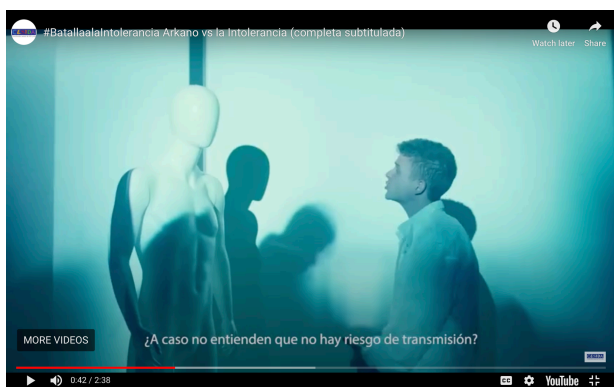 #BatallaalaIntolerancia Arkano vs la Intolerancia (completa subtitulada)
Watch later
Share
MORE VIDEOS
¿A caso no entienden que no hay riesgo de transmisión?
0:42 / 2:38
CC
YouTube